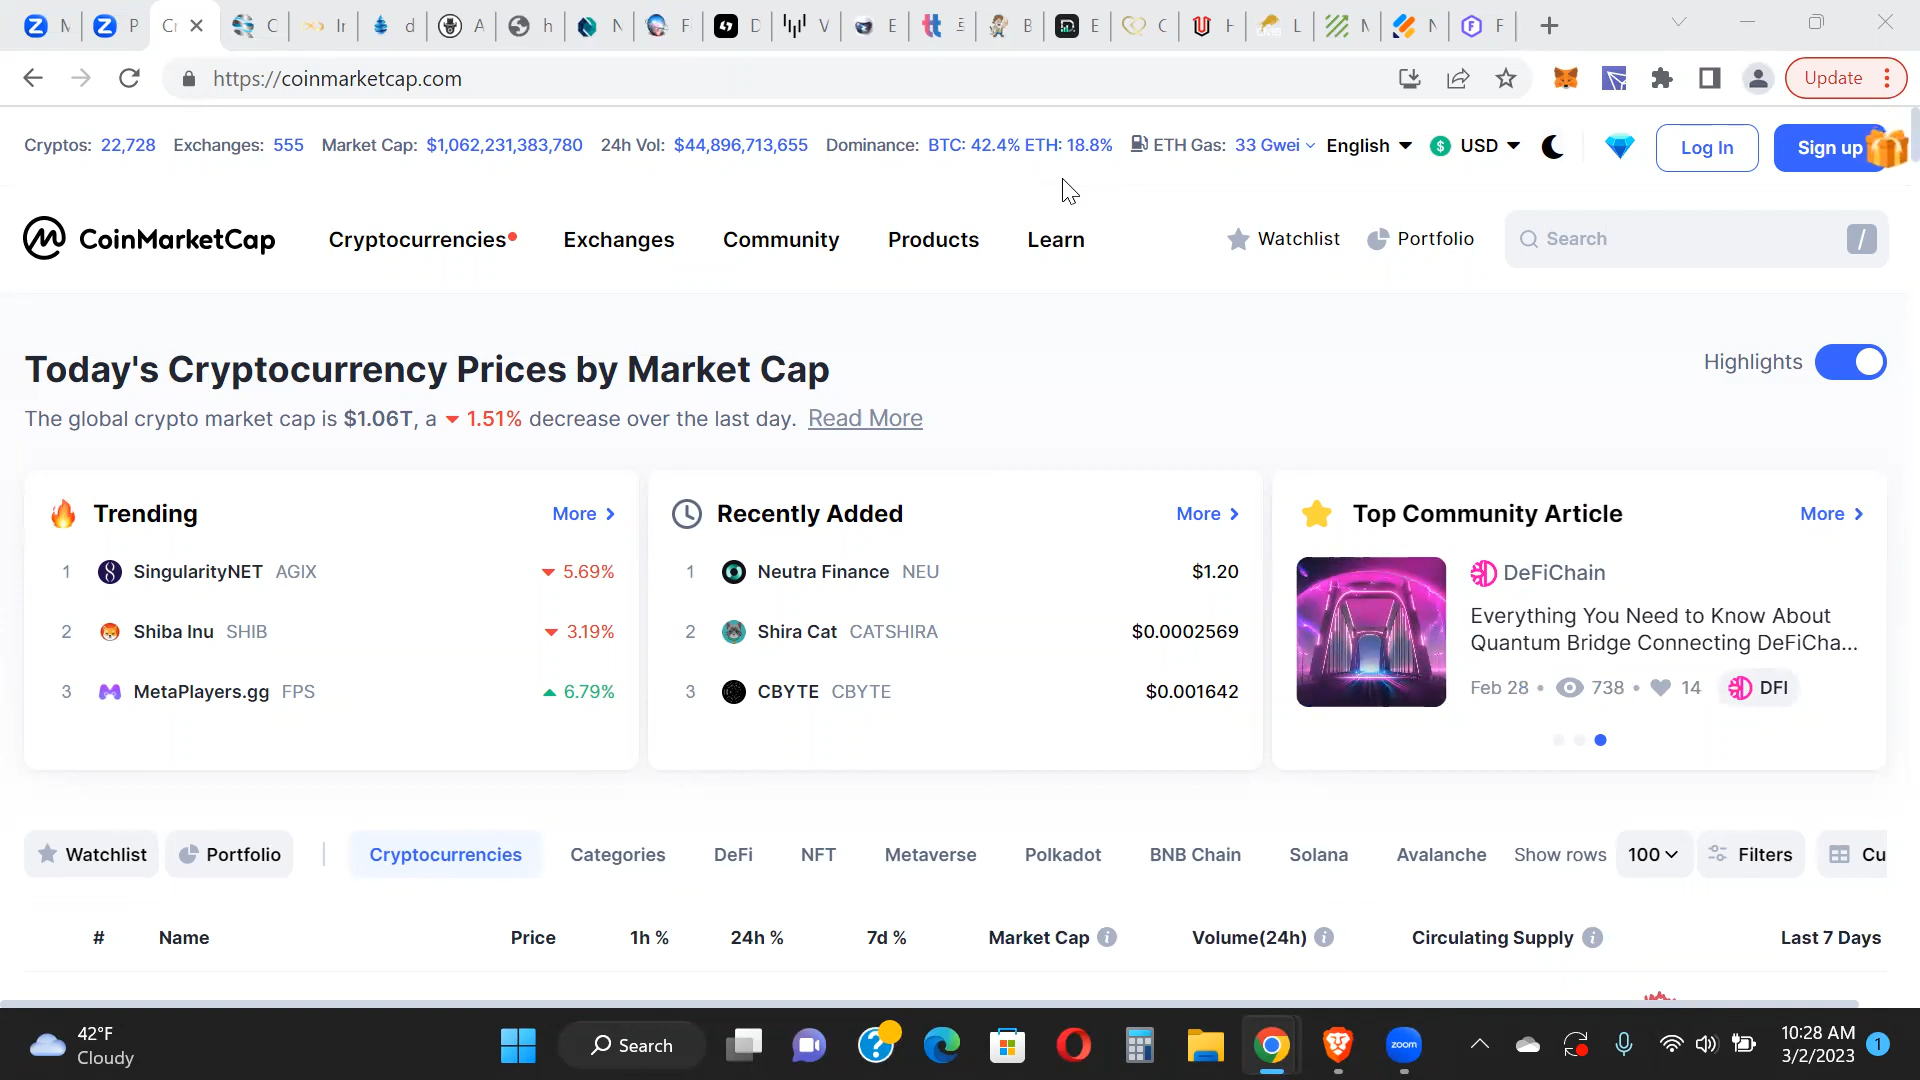 https://coinmarketcap.com
Update
Cryptos: 22,728 Exchanges: 555 Market Cap: $1,062,231,383,780 24h Vol: $44,896,713,655 Dominance: BTC: 42.4% ETH: 18.8% ETH Gas: 33 Gwei English USD Log In Sign up
CoinMarketCap Cryptocurrencies Exchanges Community Products Learn Watchlist Portfolio Search /
Today's Cryptocurrency Prices by Market Cap
Highlights
The global crypto market cap is $1.06T, a 1.51% decrease over the last day. Read More
Trending More
1 SingularityNET AGIX 5.69%
2 Shiba Inu SHIB 3.19%
3 MetaPlayers.gg FPS 6.79%
Recently Added More
1 Neutra Finance NEU $1.20
2 Shira Cat CATSHIRA $0.0002569
3 CBYTE CBYTE $0.001642
Top Community Article More
DeFiChain
Everything You Need to Know About
Quantum Bridge Connecting DeFiCha...
Feb 28 • 738 • 14 DFI
Watchlist Portfolio Cryptocurrencies Categories DeFi NFT Metaverse Polkadot BNB Chain Solana Avalanche Show rows 100 Filters Cu
# Name Price 1h % 24h % 7d % Market Cap Volume(24h) Circulating Supply Last 7 Days
42°F
Cloudy
Search
zoom
10:28 AM
3/2/2023
1